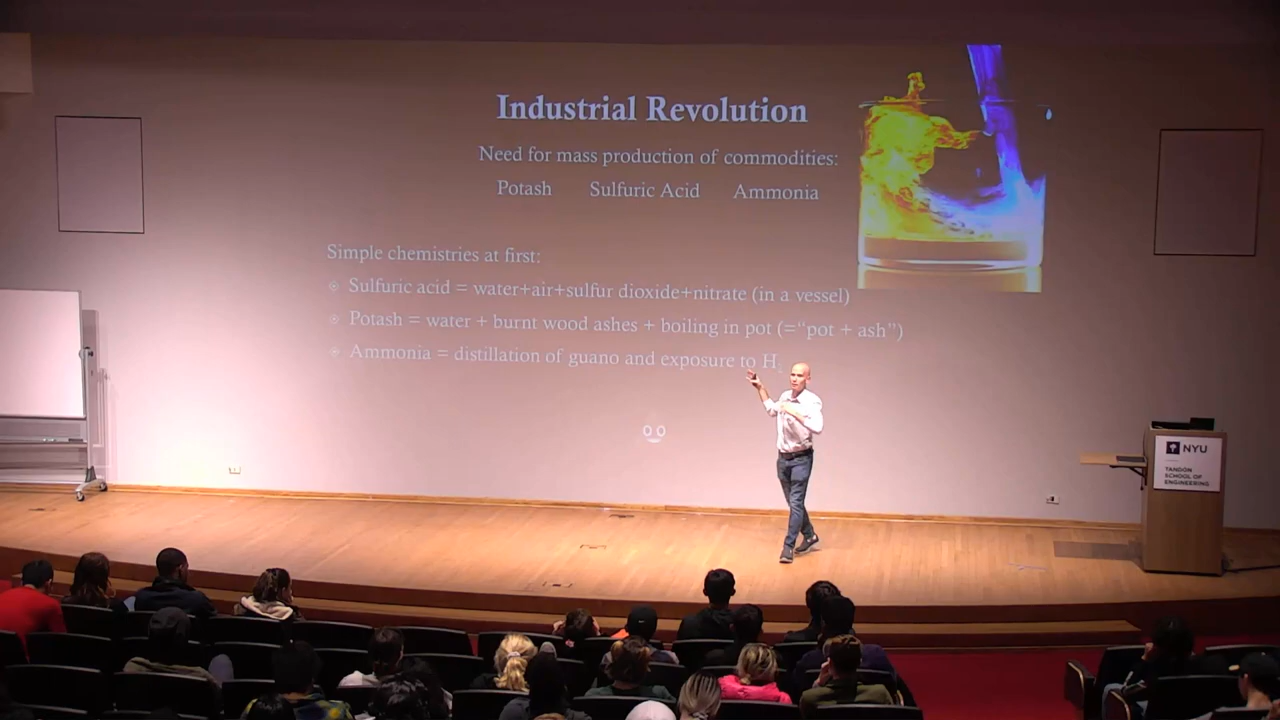 Industrial Revolution
Need for mass production of commodities:
Potash Sulfuric Acid Ammonia
Simple chemistries at first:
Sulfuric acid = water+air+sulfur dioxide+nitrate (in a vessel)
Potash = water + burnt wood ashes + boiling in pot (="pot + ash")
Ammonia = distillation of guano and exposure to H₂
NYU
TANDON
SCHOOL OF
ENGINEERING